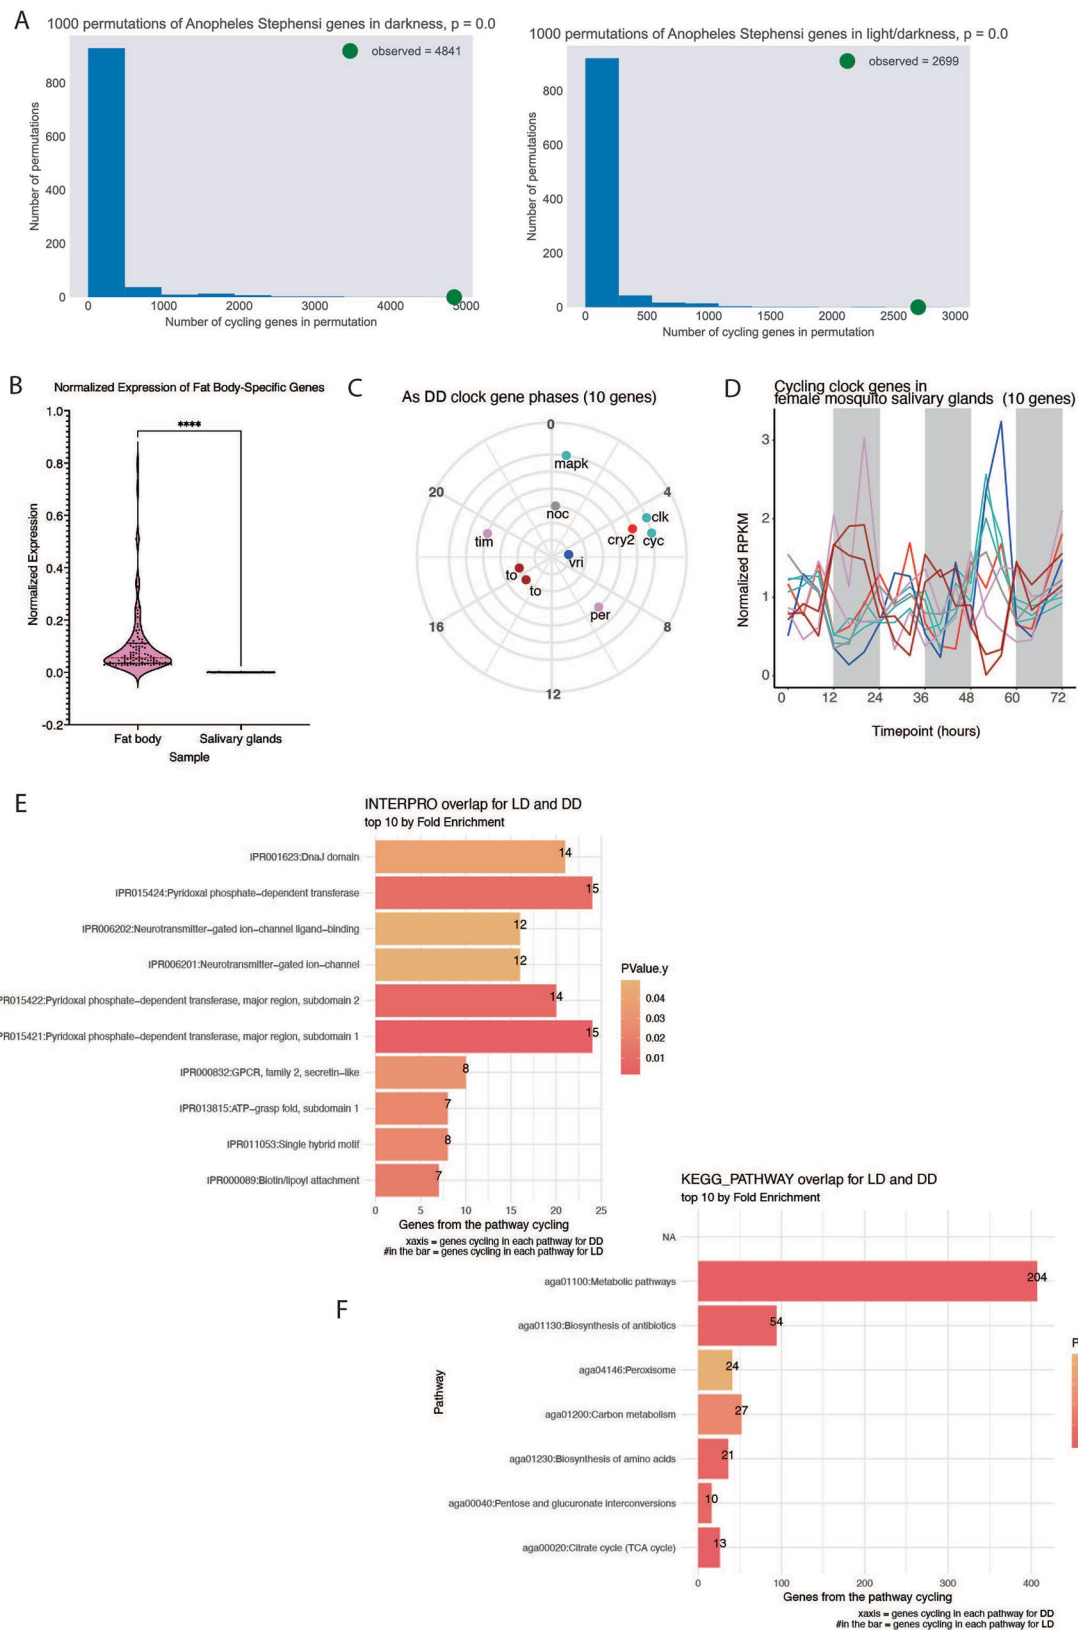 A
1000 permutations of Anopheles Stephensi genes in darkness, p = 0.0
observed = 4841
Number of permutations
800
600
400
200
0
0 1000 2000 3000 4000 5000
Number of cycling genes in permutation
1000 permutations of Anopheles Stephensi genes in light/darkness, p = 0.0
observed = 2699
Number of permutations
800
600
400
200
0
0 500 1000 1500 2000 2500 3000
Number of cycling genes in permutation
B
Normalized Expression of Fat Body-Specific Genes
****
Normalized Expression
1.0
0.8
0.6
0.4
0.2
0.0
-0.2
Fat body Salivary glands
Sample
C
As DD clock gene phases (10 genes)
0
mapk
20
4
noc
clk
tim
cry2
cyc
vri
to
to
per
16
8
12
D
Cycling clock genes in
female mosquito salivary glands (10 genes)
Normalized RPKM
3
2
1
0
0 12 24 36 48 60 72
Timepoint (hours)
E
INTERPRO overlap for LD and DD
top 10 by Fold Enrichment
IPR001623:DnaJ domain 14
IPR015424:Pyridoxal phosphate-dependent transferase 15
IPR006202:Neurotransmitter-gated ion-channel ligand-binding 12
IPR006201:Neurotransmitter-gated ion-channel 12
PR015422:Pyridoxal phosphate-dependent transferase, major region, subdomain 2 14
PR015421:Pyridoxal phosphate-dependent transferase, major region, subdomain 1 15
IPR000832:GPCR, family 2, secretin-like 8
IPR013815:ATP-grasp fold, subdomain 1 7
IPR011053:Single hybrid motif 8
IPR000089:Biotin/lipoyl attachment 7
0 5 10 15 20 25
Genes from the pathway cycling
xaxis = genes cycling in each pathway for DD
#in the bar = genes cycling in each pathway for LD
PValue.y
0.04
0.03
0.02
0.01
F
KEGG_PATHWAY overlap for LD and DD
top 10 by Fold Enrichment
Pathway
NA
aga01100:Metabolic pathways 204
aga01130:Biosynthesis of antibiotics 54
aga04146:Peroxisome 24
aga01200:Carbon metabolism 27
aga01230:Biosynthesis of amino acids 21
aga00040:Pentose and glucuronate interconversions 10
aga00020:Citrate cycle (TCA cycle) 13
0 100 200 300 400
Genes from the pathway cycling
xaxis = genes cycling in each pathway for DD
#in the bar = genes cycling in each pathway for LD
P